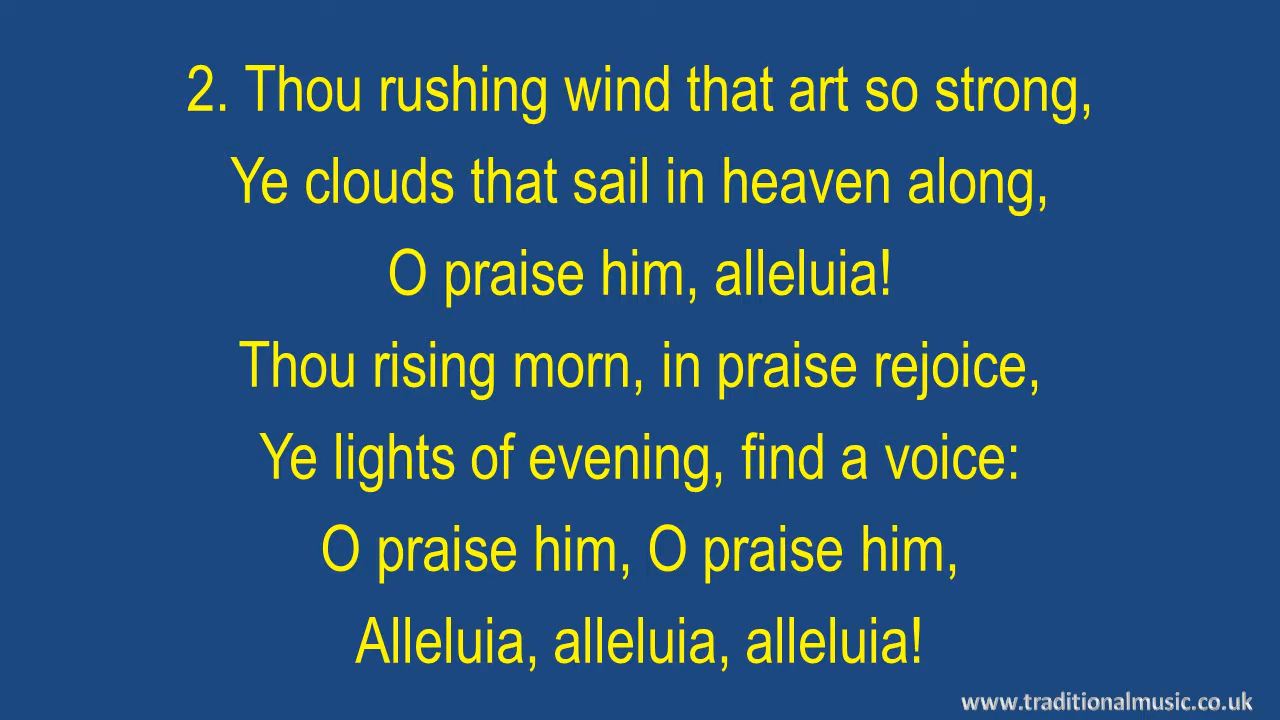 2. Thou rushing wind that art so strong,
Ye clouds that sail in heaven along,
O praise him, alleluia!
Thou rising morn, in praise rejoice,
Ye lights of evening, find a voice:
O praise him, O praise him,
Alleluia, alleluia, alleluia!
www.traditionalmusic.co.uk